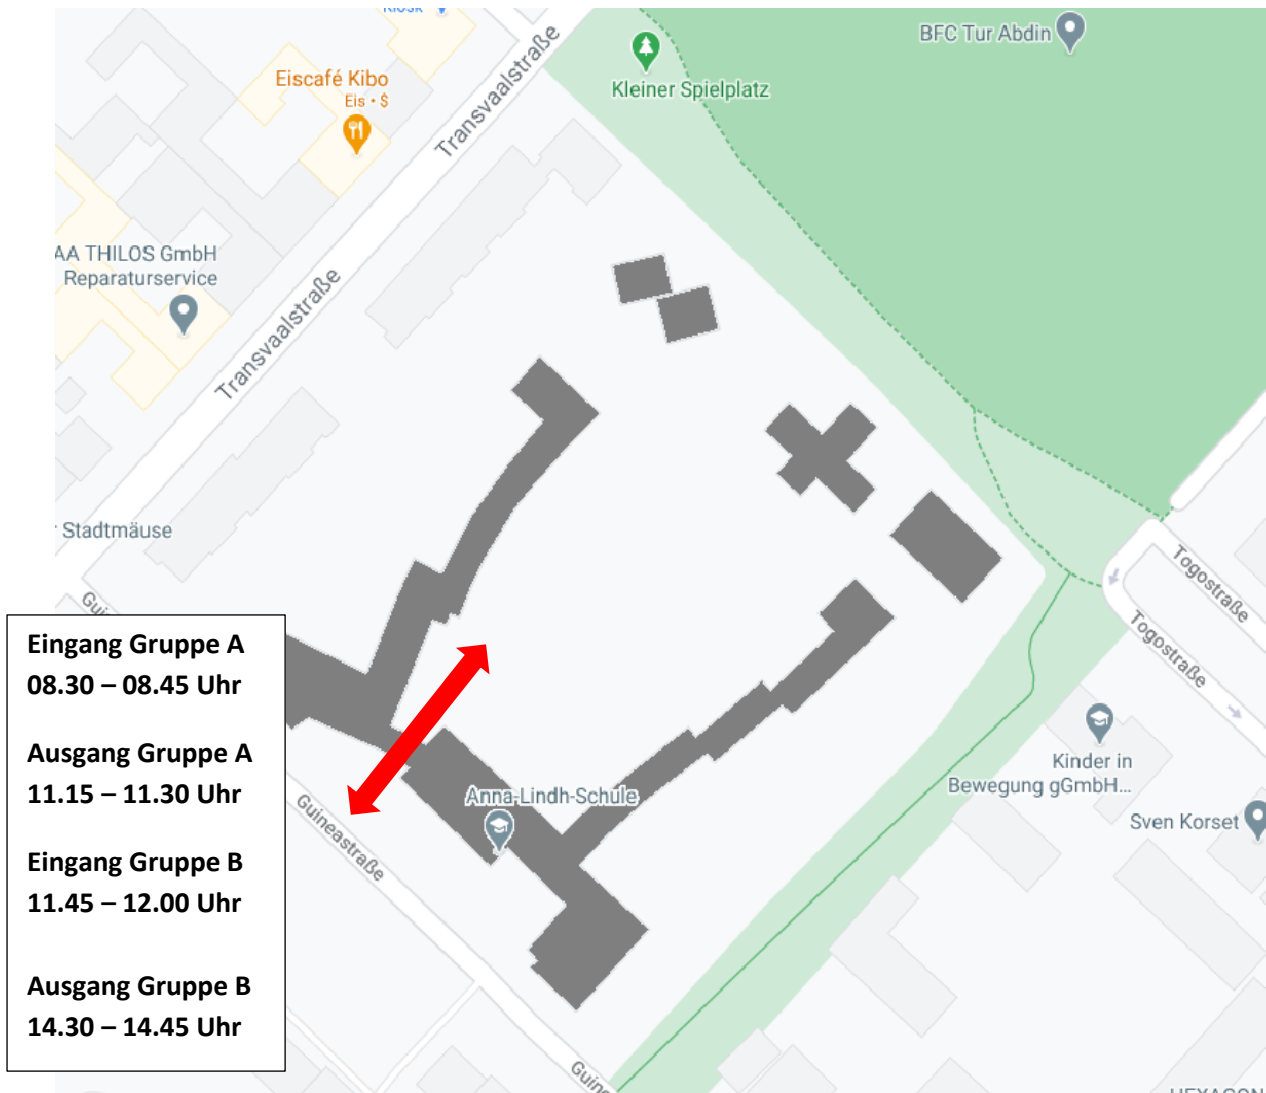 Kiosk
BFC Tur Abdin
Kleiner Spielplatz
Eiscafé Kibo
Eis • $
Transvaalstraße
AA THILOS GmbH
Reparaturservice
Transvaalstraße
Stadtmäuse
Togostraße
Togostraße
Eingang Gruppe A
08.30 – 08.45 Uhr
Ausgang Gruppe A
11.15 – 11.30 Uhr
Eingang Gruppe B
11.45 – 12.00 Uhr
Ausgang Gruppe B
14.30 – 14.45 Uhr
Anna-Lindh-Schule
Guineastraße
Kinder in
Bewegung gGmbH...
Sven Korset